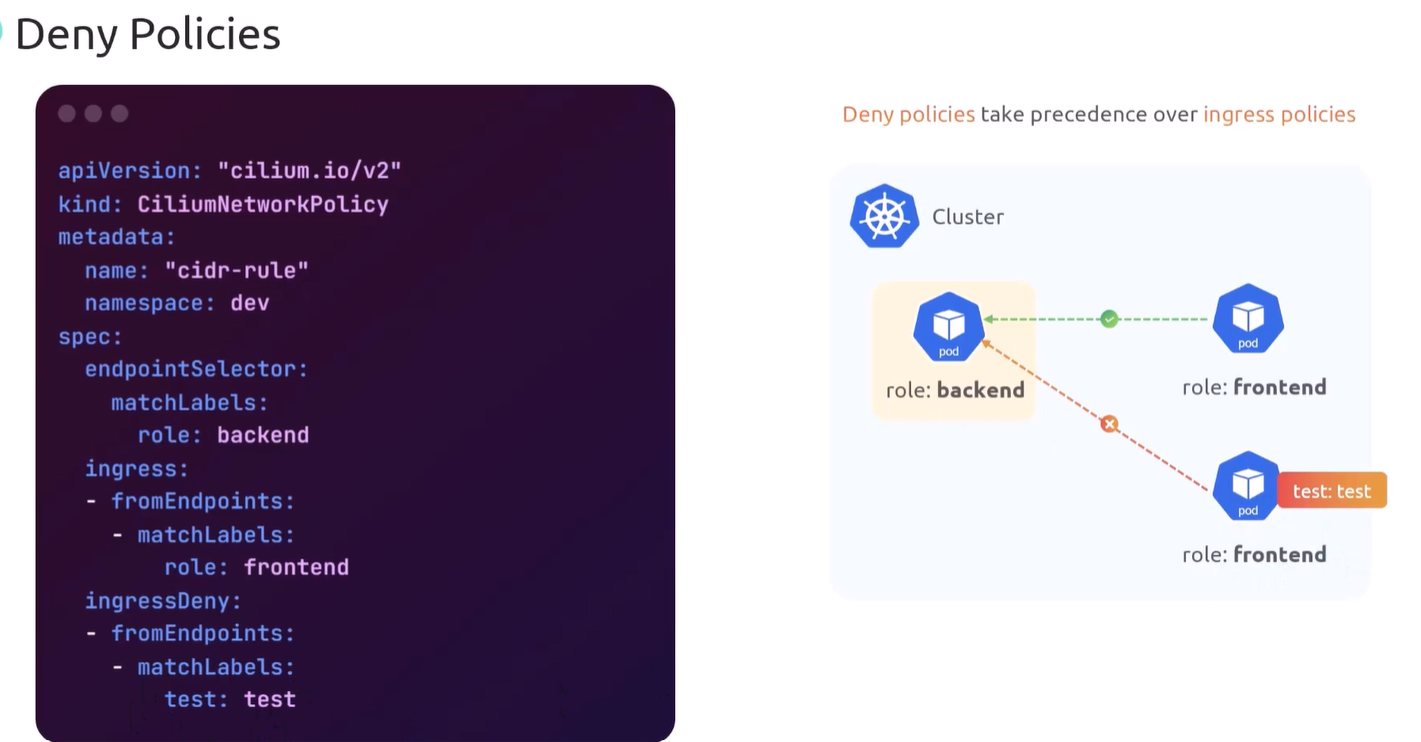 Deny Policies
apiVersion: "cilium.io/v2"
kind: CiliumNetworkPolicy
metadata:
  name: "cidr-rule"
  namespace: dev
spec:
  endpointSelector:
    matchLabels:
      role: backend
  ingress:
  - fromEndpoints:
    - matchLabels:
        role: frontend
  ingressDeny:
  - fromEndpoints:
    - matchLabels:
        test: test
Deny policies take precedence over ingress policies
Cluster
pod
role: backend
pod
role: frontend
pod
test: test
role: frontend